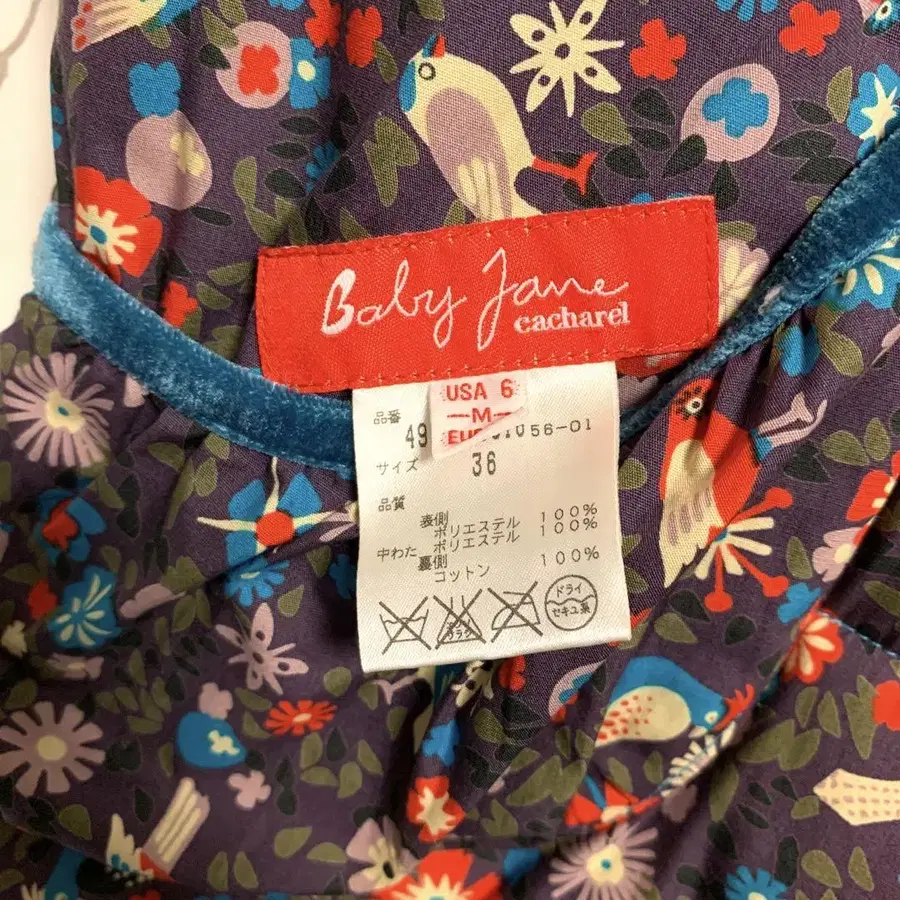 Baby Jane
cacharel
USA 6
M
EUR
品番
49 56-01
サイズ
36
品質
表側
ポリエステル 100%
中わた ポリエステル 100%
裏側
コットン 100%
ドライ
セキユ系